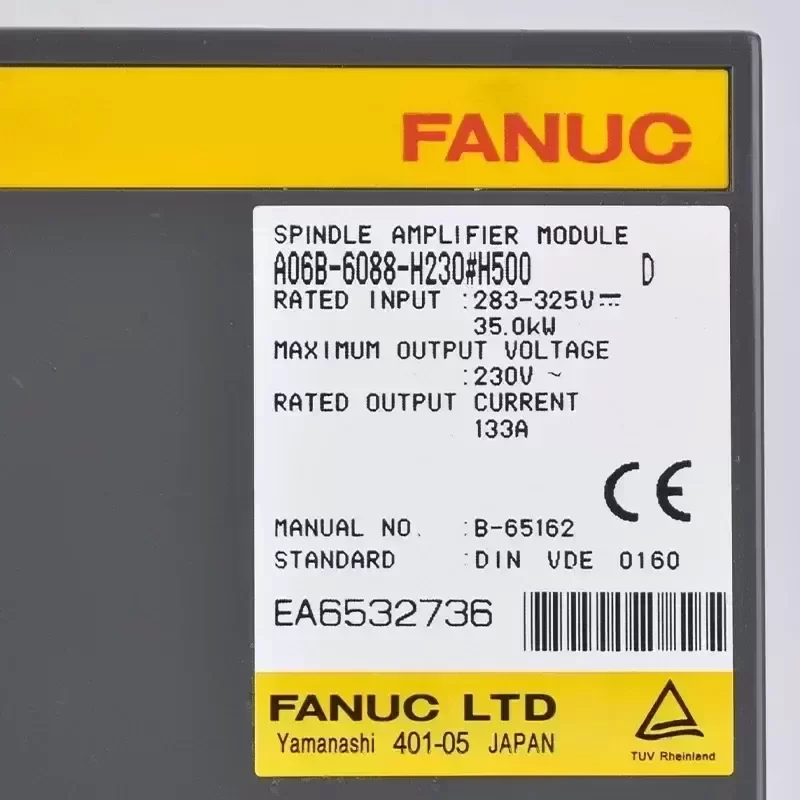 FANUC
SPINDLE AMPLIFIER MODULE
A06B-6088-H230#H500 D
RATED INPUT :283-325V⎓
35.0kW
MAXIMUM OUTPUT VOLTAGE
:230V ~
RATED OUTPUT CURRENT
133A
CE
MANUAL NO. :B-65162
STANDARD :DIN VDE 0160
EA6532736
FANUC LTD
Yamanashi 401-05 JAPAN
TUV Rheinland